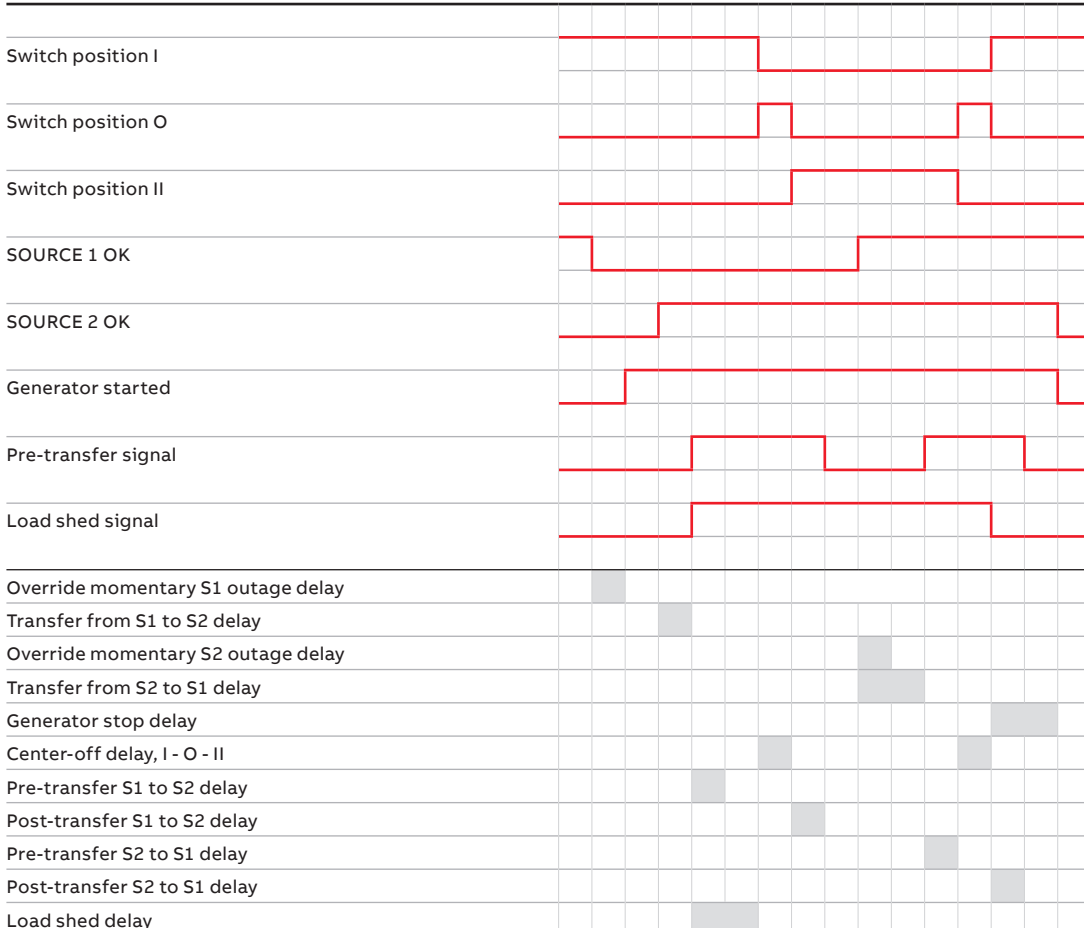 Switch position I
Switch position O
Switch position II
SOURCE 1 OK
SOURCE 2 OK
Generator started
Pre-transfer signal
Load shed signal
Override momentary S1 outage delay
Transfer from S1 to S2 delay
Override momentary S2 outage delay
Transfer from S2 to S1 delay
Generator stop delay
Center-off delay, I - O - II
Pre-transfer S1 to S2 delay
Post-transfer S1 to S2 delay
Pre-transfer S2 to S1 delay
Post-transfer S2 to S1 delay
Load shed delay